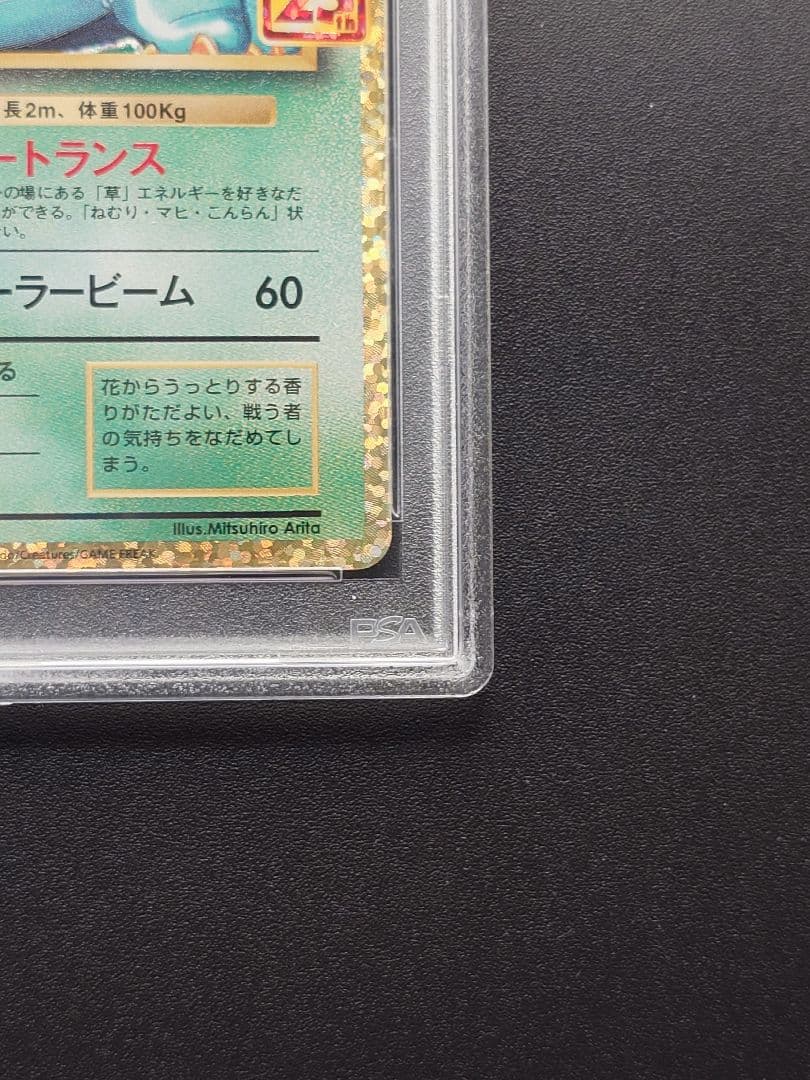 長2m、体重100Kg
ートランス
の場にある「草」エネルギーを好きなだ
ができる。「ねむり・マヒ・こんらん」状
い。
ーラービーム 60
る
花からうっとりする香
りがただよい、戦う者
の気持ちをなだめてし
まう。
Illus.Mitsuhiro Arita
do/Creatures/GAME FREAK
PSA